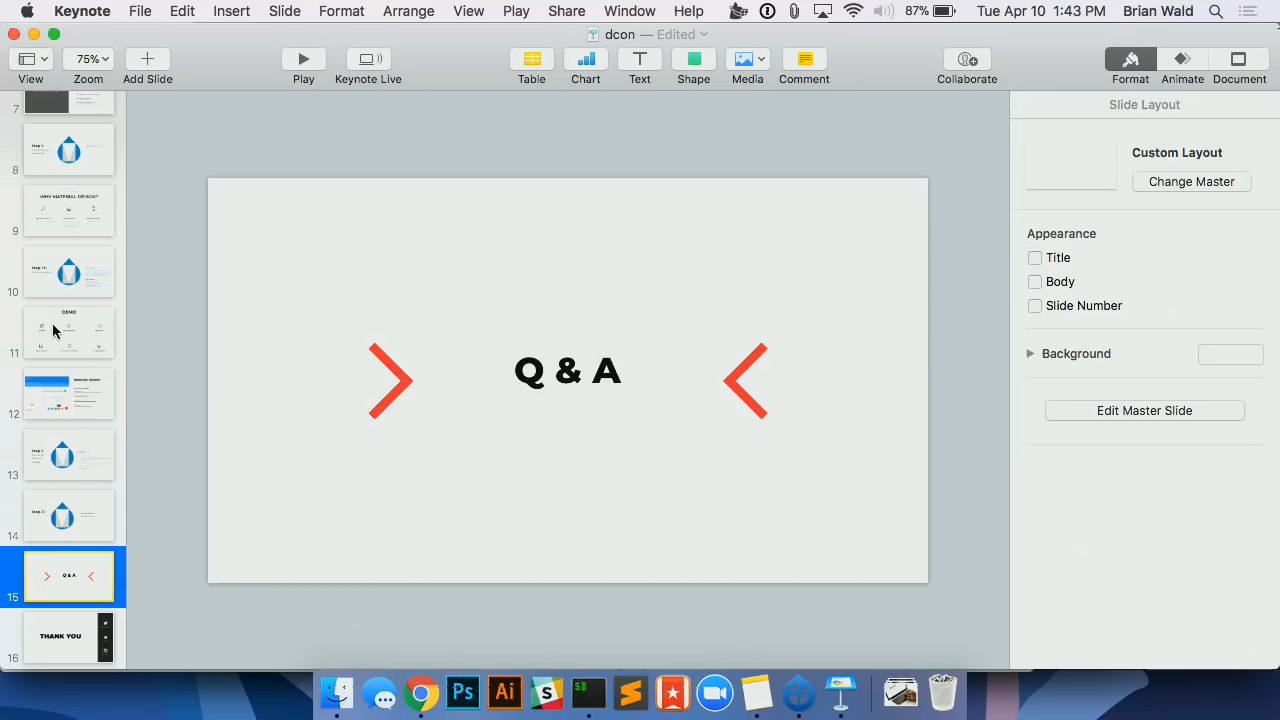 Keynote File Edit Insert Slide Format Arrange View Play Share Window Help 87% Tue Apr 10 1:43 PM Brian Wald
dcon — Edited
75%
View Zoom Add Slide Play Keynote Live Table Chart Text Shape Media Comment Collaborate Format Animate Document
Slide Layout
Custom Layout
Change Master
Appearance
Title
Body
Slide Number
Background
Edit Master Slide
7
8
WHY MATERIAL DESIGN?
9
10
DEMO
11
12
13
14
Q & A
15
THANK YOU
16
Q & A
Ps Ai S $